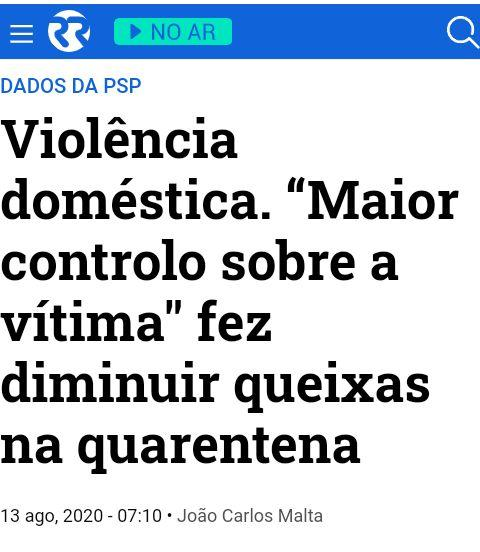 NO AR
DADOS DA PSP
Violência
doméstica. “Maior
controlo sobre a
vítima" fez
diminuir queixas
na quarentena
13 ago, 2020 - 07:10 • João Carlos Malta